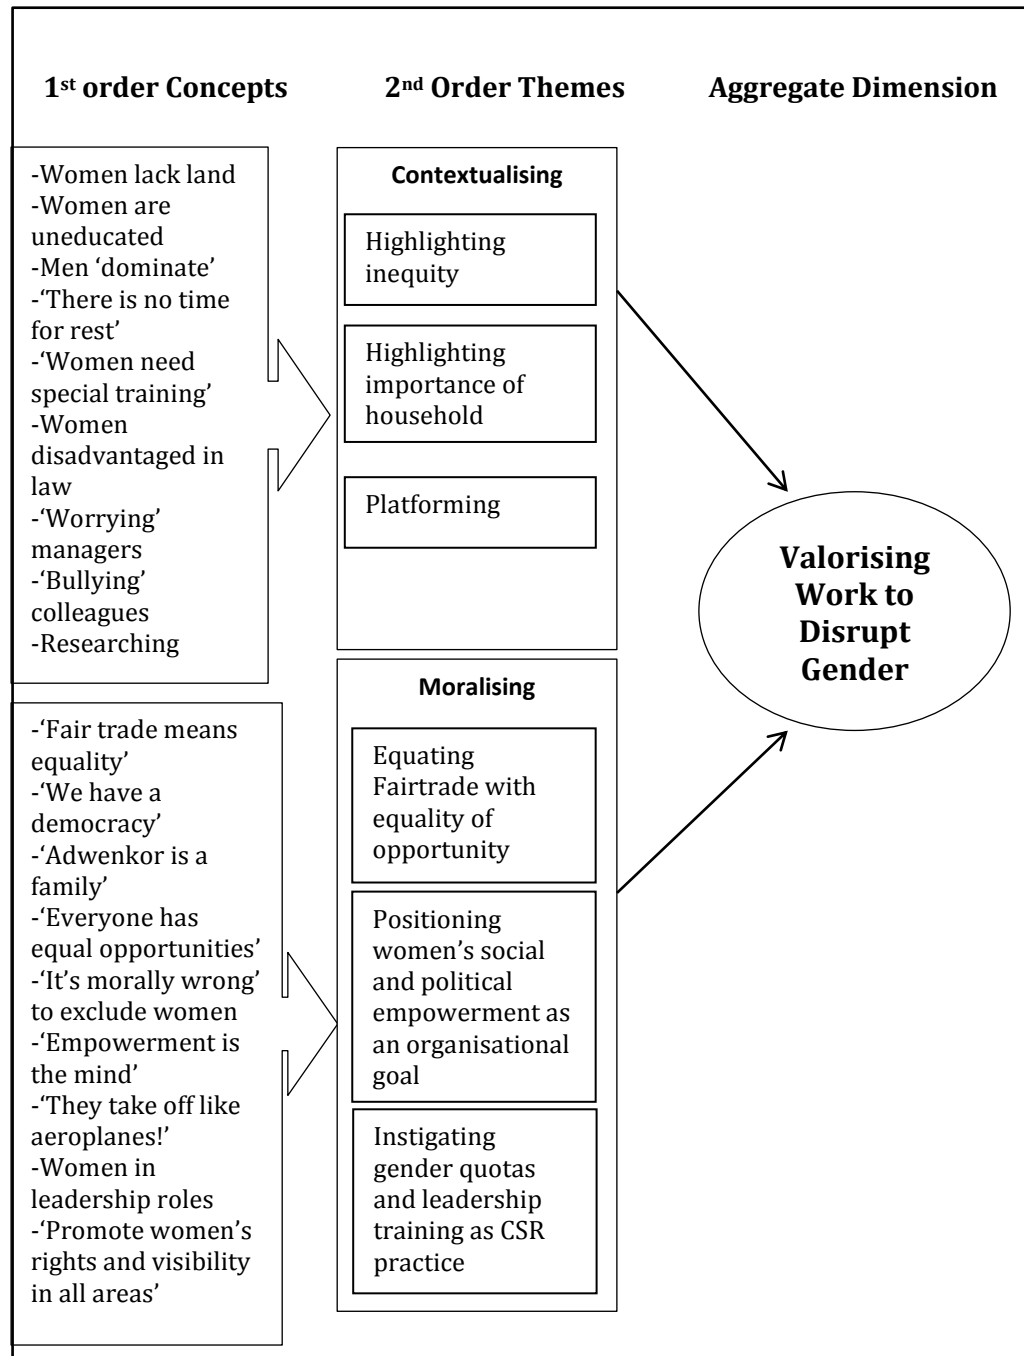 1st order Concepts
2nd Order Themes
Aggregate Dimension
-Women lack land
-Women are
uneducated
-Men ‘dominate’
-‘There is no time
for rest’
-‘Women need
special training’
-Women
disadvantaged in
law
-‘Worrying’
managers
-‘Bullying’
colleagues
-Researching
Contextualising
Highlighting
inequity
Highlighting
importance of
household
Platforming
-‘Fair trade means
equality’
-‘We have a
democracy’
-‘Adwenkor is a
family’
-‘Everyone has
equal opportunities’
-‘It’s morally wrong’
to exclude women
-‘Empowerment is
the mind’
-‘They take off like
aeroplanes!’
-Women in
leadership roles
-‘Promote women’s
rights and visibility
in all areas’
Moralising
Equating
Fairtrade with
equality of
opportunity
Positioning
women’s social
and political
empowerment as
an organisational
goal
Instigating
gender quotas
and leadership
training as CSR
practice
Valorising
Work to
Disrupt
Gender